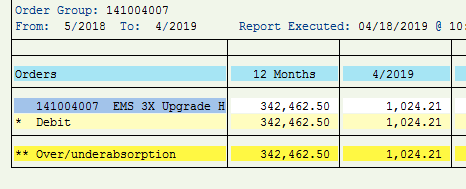 Order Group: 141004007
From: 5/2018 To: 4/2019 Report Executed: 04/18/2019 @ 10:
Orders 12 Months 4/2019
141004007 EMS 3X Upgrade H 342,462.50 1,024.21
* Debit 342,462.50 1,024.21
** Over/underabsorption 342,462.50 1,024.21